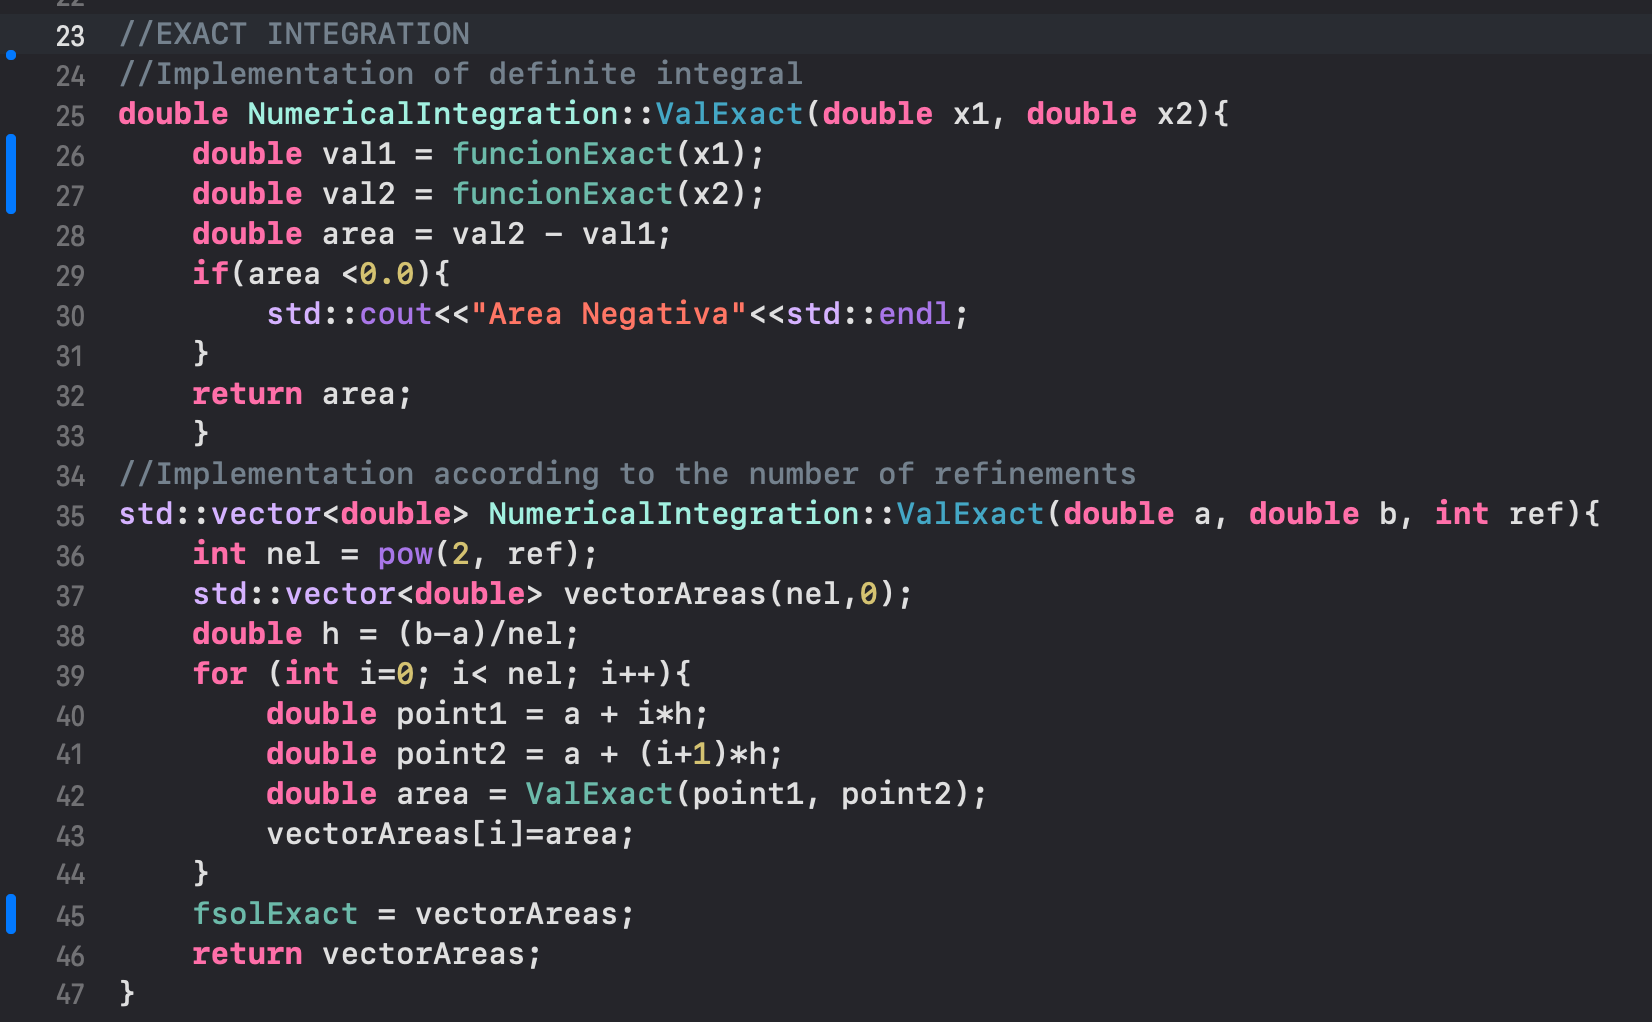 22
23 //EXACT INTEGRATION
24 //Implementation of definite integral
25 double NumericalIntegration::ValExact(double x1, double x2){
26     double val1 = funcionExact(x1);
27     double val2 = funcionExact(x2);
28     double area = val2 - val1;
29     if(area <0.0){
30         std::cout<<"Area Negativa"<<std::endl;
31     }
32     return area;
33     }
34 //Implementation according to the number of refinements
35 std::vector<double> NumericalIntegration::ValExact(double a, double b, int ref){
36     int nel = pow(2, ref);
37     std::vector<double> vectorAreas(nel,0);
38     double h = (b-a)/nel;
39     for (int i=0; i< nel; i++){
40         double point1 = a + i*h;
41         double point2 = a + (i+1)*h;
42         double area = ValExact(point1, point2);
43         vectorAreas[i]=area;
44     }
45     fsolExact = vectorAreas;
46     return vectorAreas;
47 }